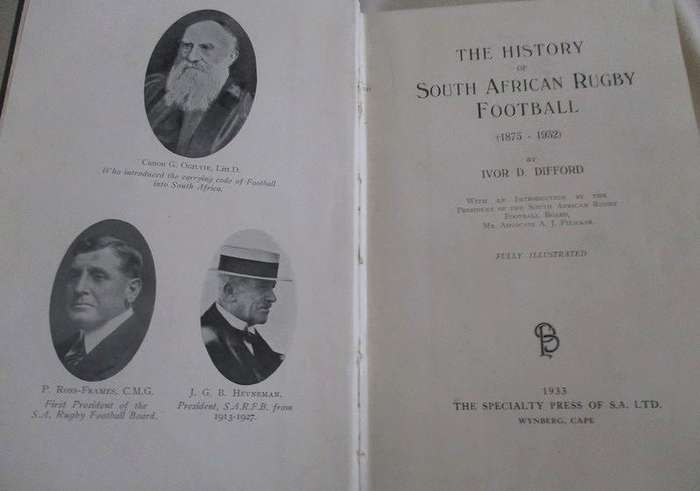 Canon G. Ogilvie, Litt.D.
Who introduced the carrying code of Football
into South Africa.
P. Ross-Frames, C.M.G.
First President of the
S.A. Rugby Football Board.
J. G. B. Heyneman,
President, S.A.R.F.B. from
1913-1927.
THE HISTORY
OF
SOUTH AFRICAN RUGBY
FOOTBALL
(1875 - 1932)
BY
IVOR D. DIFFORD
With an Introduction by the
President of the South African Rugby
Football Board,
Mr. Advocate A. J. Pienaar.
FULLY ILLUSTRATED
1933
THE SPECIALTY PRESS OF S.A. LTD.
WYNBERG, CAPE